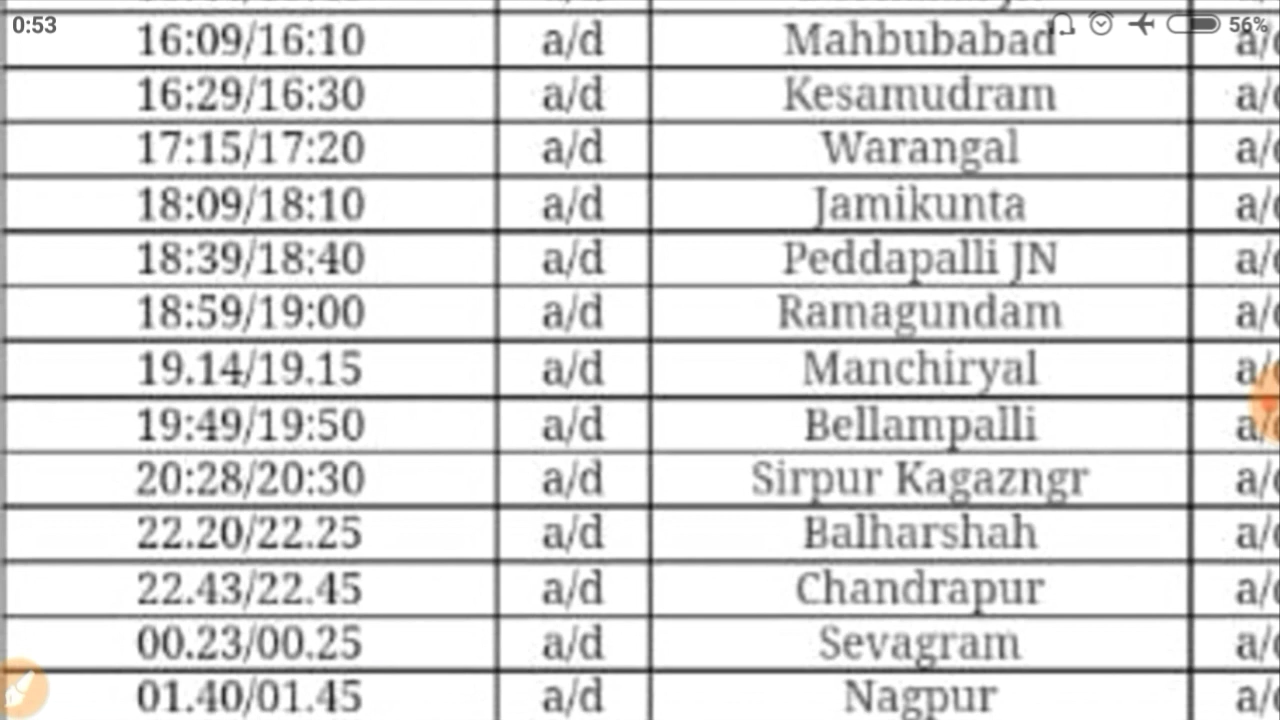 0:53
56%
16:09/16:10 a/d Mahbubabad
16:29/16:30 a/d Kesamudram
17:15/17:20 a/d Warangal
18:09/18:10 a/d Jamikunta
18:39/18:40 a/d Peddapalli JN
18:59/19:00 a/d Ramagundam
19.14/19.15 a/d Manchiryal
19:49/19:50 a/d Bellampalli
20:28/20:30 a/d Sirpur Kagazngr
22.20/22.25 a/d Balharshah
22.43/22.45 a/d Chandrapur
00.23/00.25 a/d Sevagram
01.40/01.45 a/d Nagpur